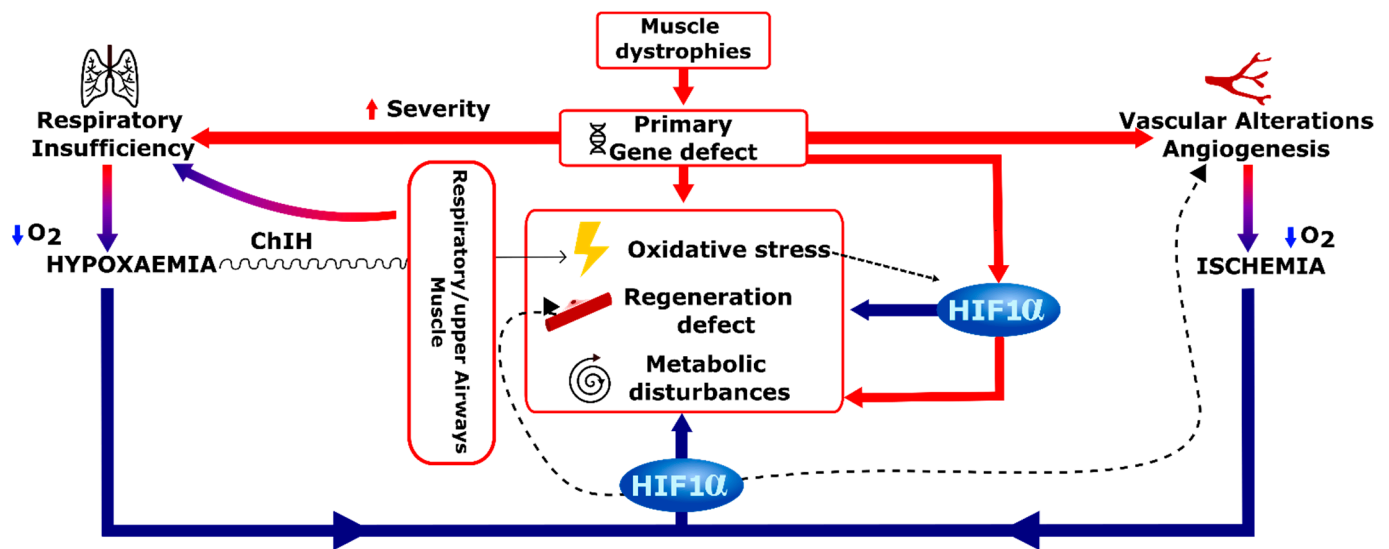 Muscle
dystrophies
Severity
Primary
Gene defect
Respiratory
Insufficiency
Vascular Alterations
Angiogenesis
O2
HYPOXAEMIA
ChIH
Respiratory/upper Airways
Muscle
Oxidative stress
Regeneration
defect
Metabolic
disturbances
HIF1α
O2
ISCHEMIA
HIF1α